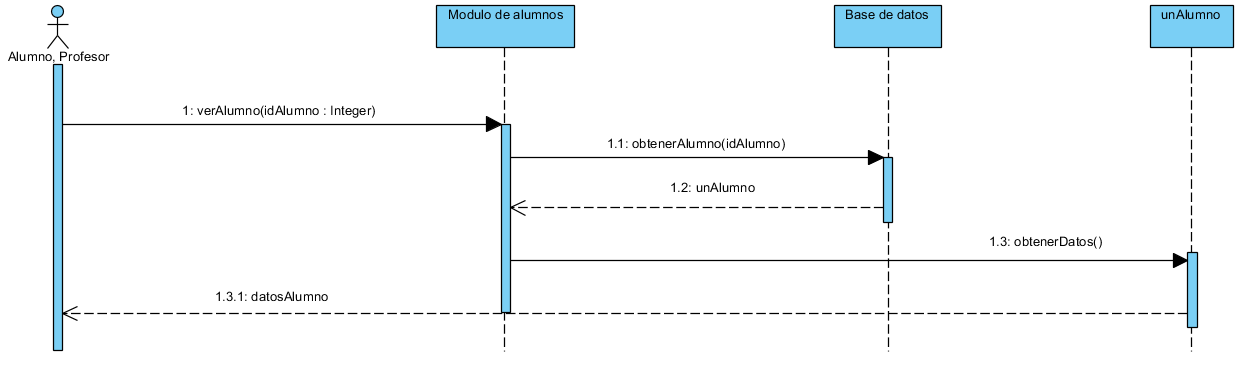 Modulo de alumnos
Base de datos
unAlumno
Alumno, Profesor
1: verAlumno(idAlumno : Integer)
1.1: obtenerAlumno(idAlumno)
1.2: unAlumno
1.3: obtenerDatos()
1.3.1: datosAlumno